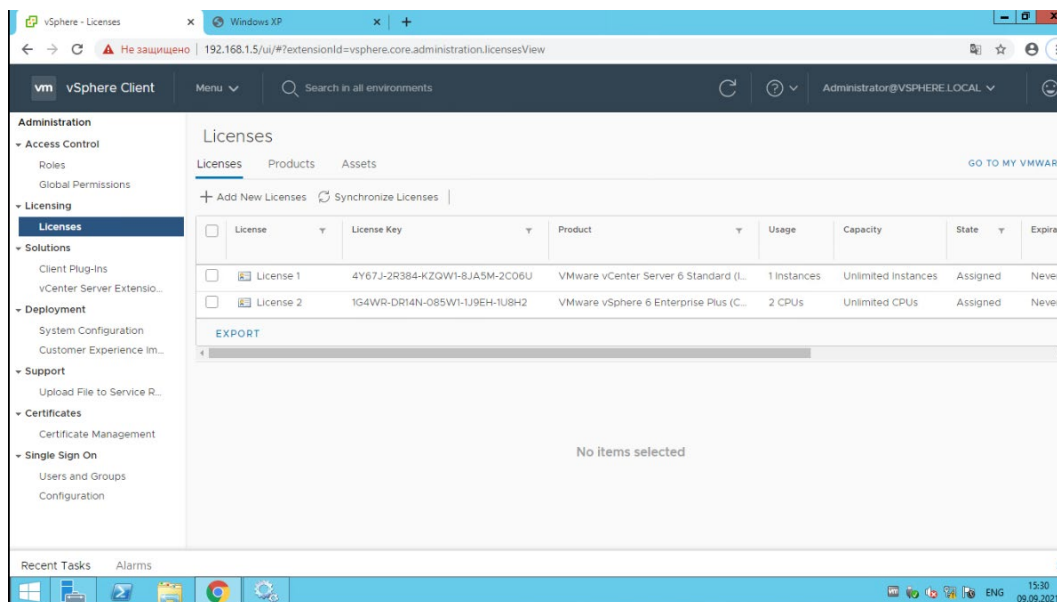 vSphere - Licenses
Windows XP
Не защищено 192.168.1.5/ui/#?extensionId=vsphere.core.administration.licensesView
vm vSphere Client Menu Search in all environments Administrator@VSPHERE.LOCAL
Administration
Access Control
Roles
Global Permissions
Licensing
Licenses
Solutions
Client Plug-Ins
vCenter Server Extensio...
Deployment
System Configuration
Customer Experience Im...
Support
Upload File to Service R...
Certificates
Certificate Management
Single Sign On
Users and Groups
Configuration
Licenses
Licenses Products Assets GO TO MY VMWAR
Add New Licenses Synchronize Licenses
License License Key Product Usage Capacity State Expira
License 1 4Y67J-2R384-KZQW1-8JA5M-2C06U VMware vCenter Server 6 Standard (I... 1 Instances Unlimited Instances Assigned Never
License 2 1G4WR-DR14N-085W1-1J9EH-1U8H2 VMware vSphere 6 Enterprise Plus (C... 2 CPUs Unlimited CPUs Assigned Never
EXPORT
No items selected
Recent Tasks Alarms
ENG 15:30
09.09.2021